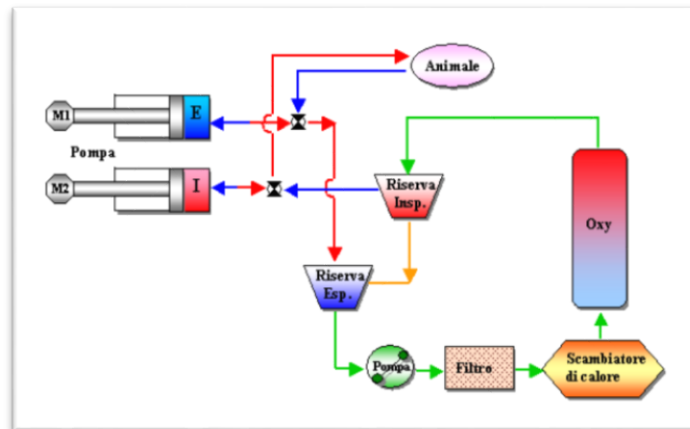 Animale
M1
E
Pompa
M2
I
Riserva
Insp.
Oxy
Riserva
Esp.
Pompa
Filtro
Scambiatore
di calore